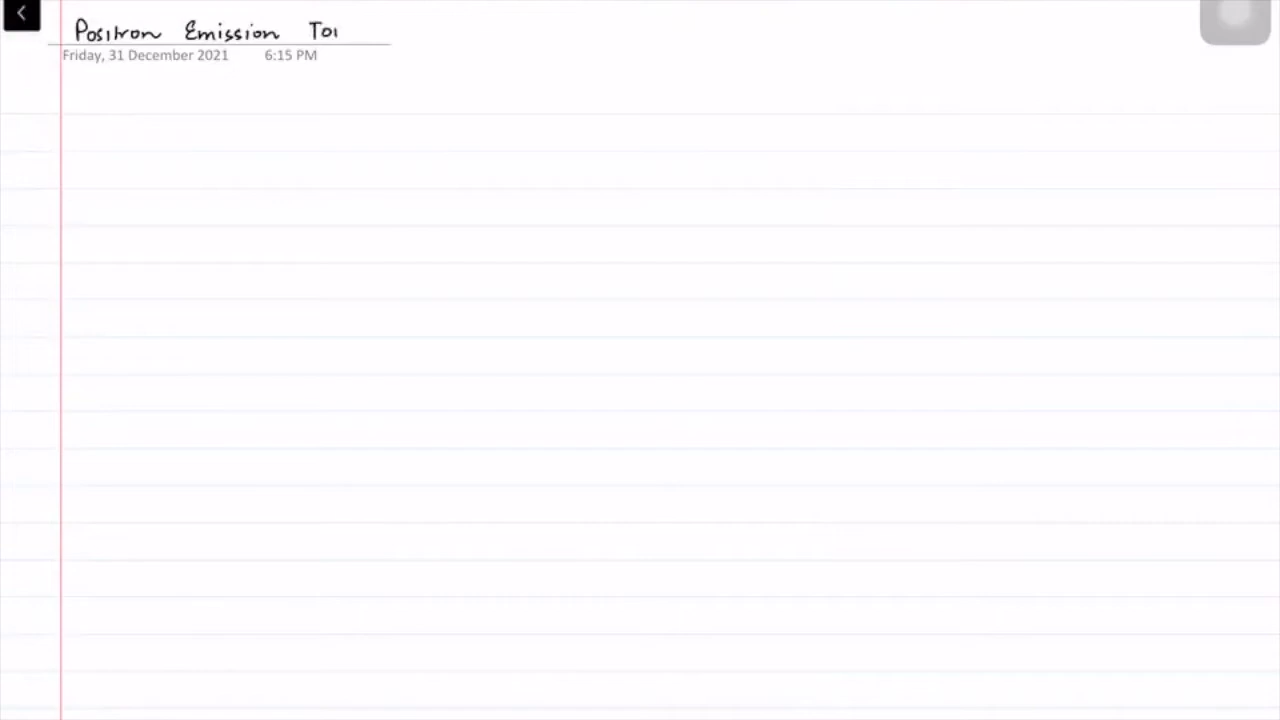 Positron Emission To
Friday, 31 December 2021 6:15 PM